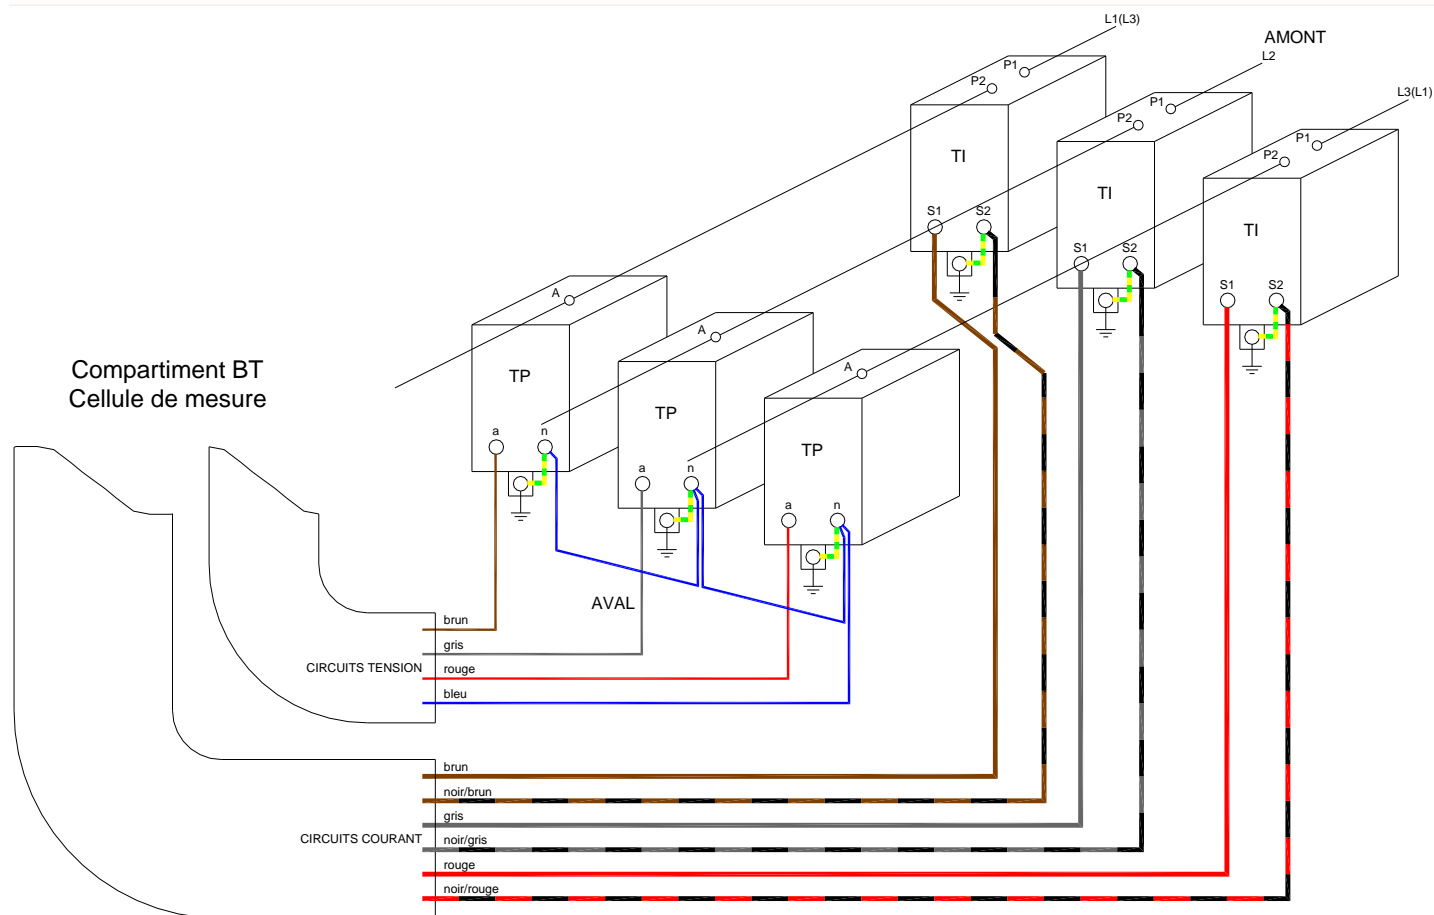 L1(L3)
AMONT
L2
L3(L1)
P1
P2
TI
S1
S2
P1
P2
TI
S1
S2
P1
P2
TI
S1
S2
A
TP
a
n
A
TP
a
n
A
TP
a
n
Compartiment BT
Cellule de mesure
AVAL
brun
gris
CIRCUITS TENSION
rouge
bleu
brun
noir/brun
gris
CIRCUITS COURANT
noir/gris
rouge
noir/rouge